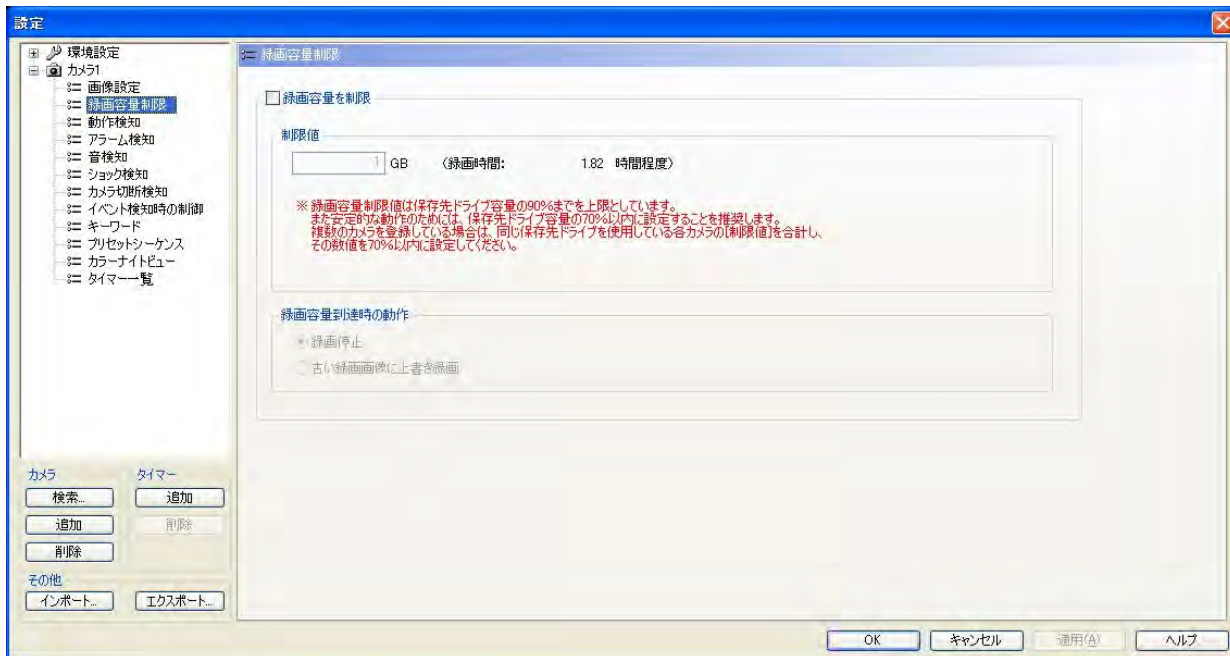 設定
環境設定
カメラ1
画像設定
録画容量制限
動作検知
アラーム検知
音検知
ショック検知
カメラ切断検知
イベント検知時の制御
キーワード
プリセットシーケンス
カラーナイトビュー
タイマー一覧
カメラ
タイマー
検索...
追加
追加
削除
削除
その他
インポート...
エクスポート...
録画容量制限
録画容量を制限
制限値
1 GB (録画時間: 1.82 時間程度)
※ 録画容量制限値は保存先ドライブ容量の90%までを上限としています。
また安定的な動作のためには、保存先ドライブ容量の70%以内に設定することを推奨します。
複数のカメラを登録している場合は、同じ保存先ドライブを使用している各カメラの[制限値]を合計し、
その数値を70%以内に設定してください。
録画容量到達時の動作
録画停止
古い録画画像に上書き録画
OK
キャンセル
適用(A)
ヘルプ